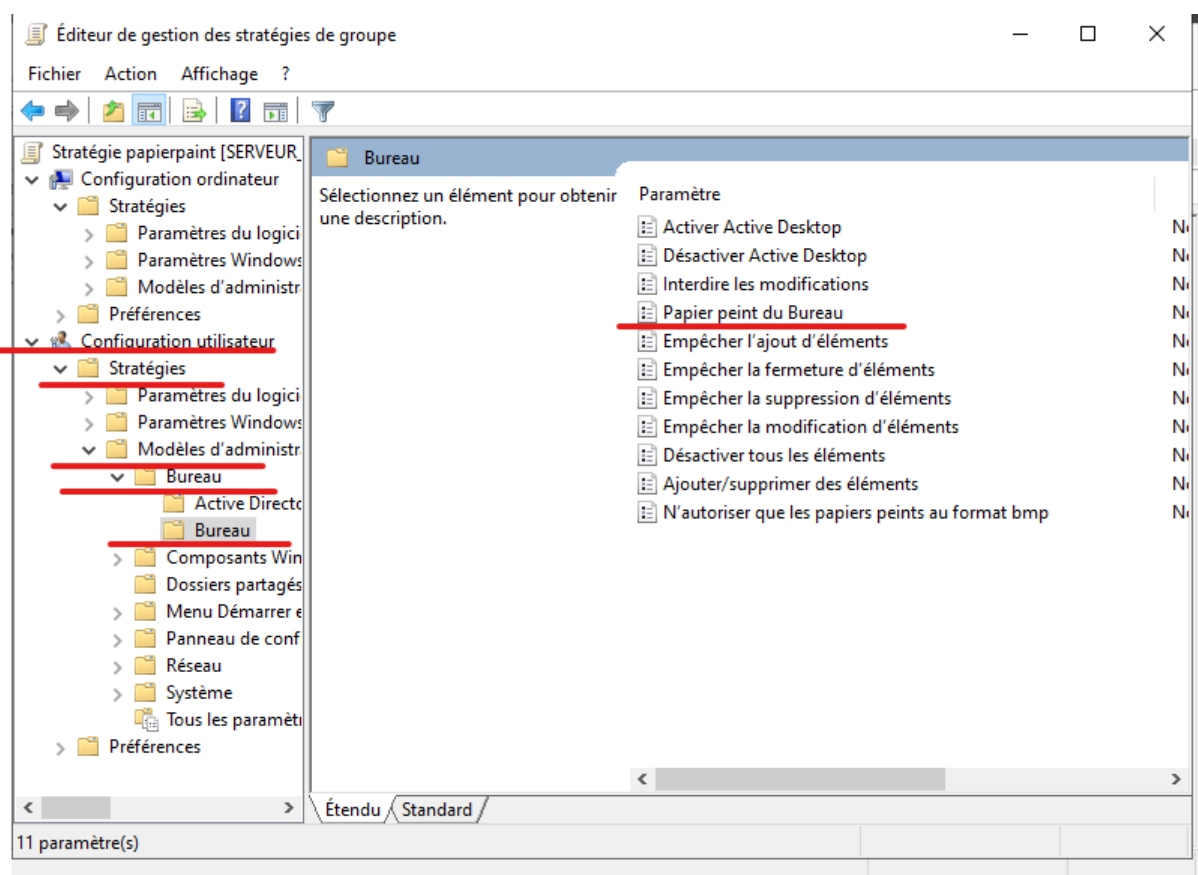 Éditeur de gestion des stratégies de groupe
Fichier Action Affichage ?
Stratégie papierpaint [SERVEUR_
Configuration ordinateur
Stratégies
Paramètres du logici
Paramètres Windows
Modèles d'administr
Préférences
Configuration utilisateur
Stratégies
Paramètres du logici
Paramètres Windows
Modèles d'administr
Bureau
Active Directo
Bureau
Composants Win
Dossiers partagés
Menu Démarrer e
Panneau de conf
Réseau
Système
Tous les paramètr
Préférences
Bureau
Sélectionnez un élément pour obtenir
une description.
Paramètre
Activer Active Desktop
Désactiver Active Desktop
Interdire les modifications
Papier peint du Bureau
Empêcher l'ajout d'éléments
Empêcher la fermeture d'éléments
Empêcher la suppression d'éléments
Empêcher la modification d'éléments
Désactiver tous les éléments
Ajouter/supprimer des éléments
N'autoriser que les papiers peints au format bmp
Étendu Standard
11 paramètre(s)